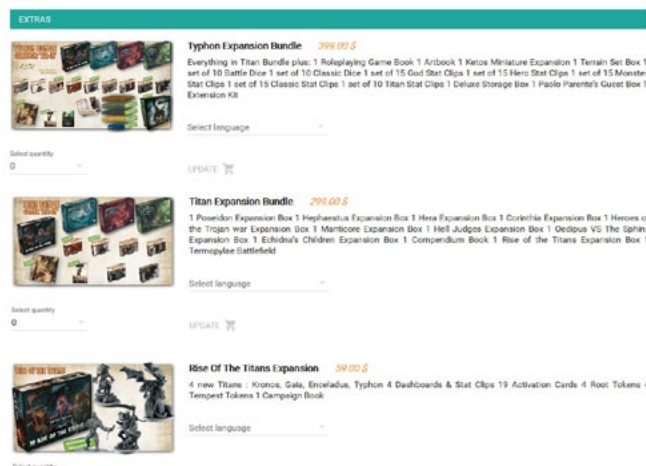 EXTRAS
Typhon Expansion Bundle 399.00 $
Everything in Titan Bundle plus: 1 Roleplaying Game Book 1 Artbook 1 Ketos Miniature Expansion 1 Terrain Set Box 1
set of 10 Battle Dice 1 set of 10 Classic Dice 1 set of 15 God Stat Clips 1 set of 15 Hero Stat Clips 1 set of 15 Monster
Stat Clips 1 set of 15 Classic Stat Clips 1 set of 10 Titan Stat Clips 1 Deluxe Storage Box 1 Paolo Parente's Guest Box 1
Extension Kit
Select language
Select quantity
0
UPDATE
Titan Expansion Bundle 299.00 $
1 Poseidon Expansion Box 1 Hephaestus Expansion Box 1 Hera Expansion Box 1 Corinthia Expansion Box 1 Heroes of
the Trojan war Expansion Box 1 Manticore Expansion Box 1 Hell Judges Expansion Box 1 Oedipus VS The Sphinx
Expansion Box 1 Echidna's Children Expansion Box 1 Compendium Book 1 Rise of the Titans Expansion Box 1
Termopylae Battlefield
Select language
Select quantity
0
UPDATE
RISE OF THE TITANS
Rise Of The Titans Expansion 59.00 $
4 new Titans : Kronos, Gaia, Enceladus, Typhon 4 Dashboards & Stat Clips 19 Activation Cards 4 Root Tokens
Tempest Tokens 1 Campaign Book
Select language
Select quantity